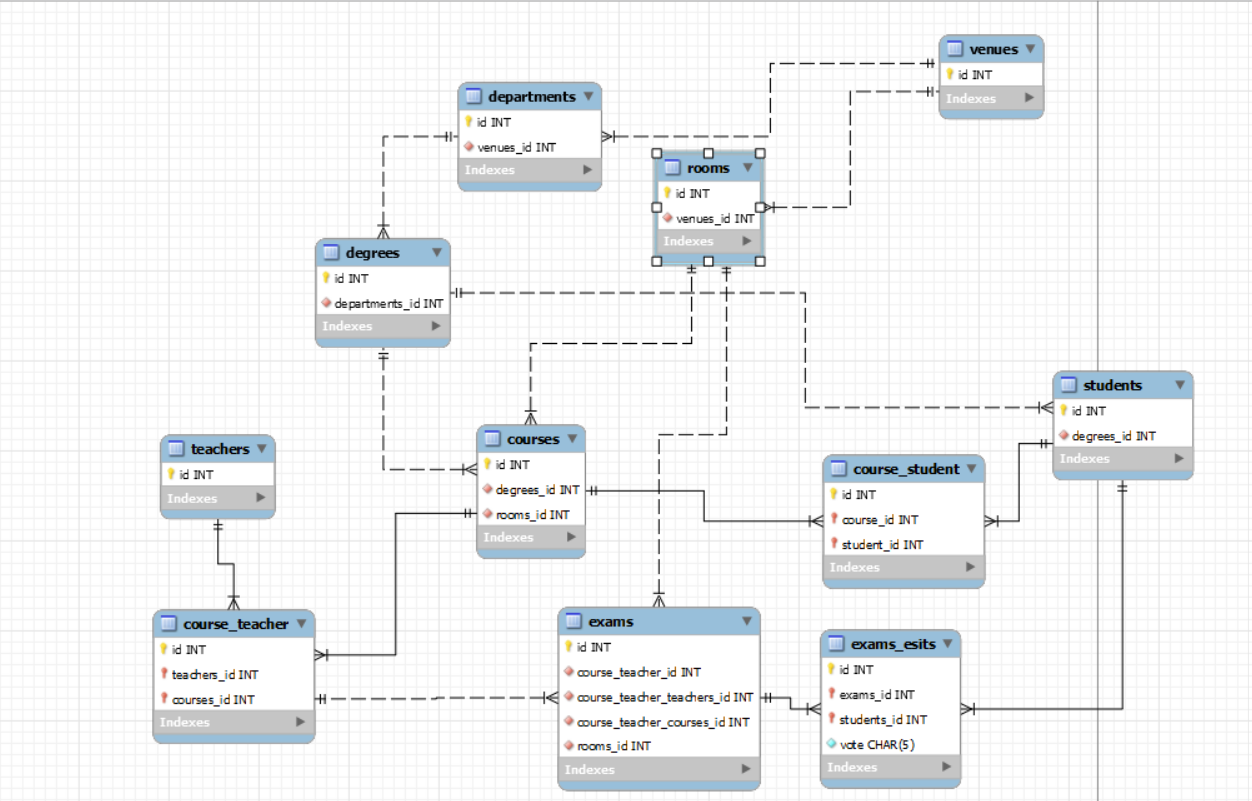 venues
id INT
Indexes
departments
id INT
venues_id INT
Indexes
rooms
id INT
venues_id INT
Indexes
degrees
id INT
departments_id INT
Indexes
students
id INT
degrees_id INT
Indexes
teachers
id INT
Indexes
courses
id INT
degrees_id INT
rooms_id INT
Indexes
course_student
id INT
course_id INT
student_id INT
Indexes
course_teacher
id INT
teachers_id INT
courses_id INT
Indexes
exams
id INT
course_teacher_id INT
course_teacher_teachers_id INT
course_teacher_courses_id INT
rooms_id INT
Indexes
exams_esits
id INT
exams_id INT
students_id INT
vote CHAR(5)
Indexes